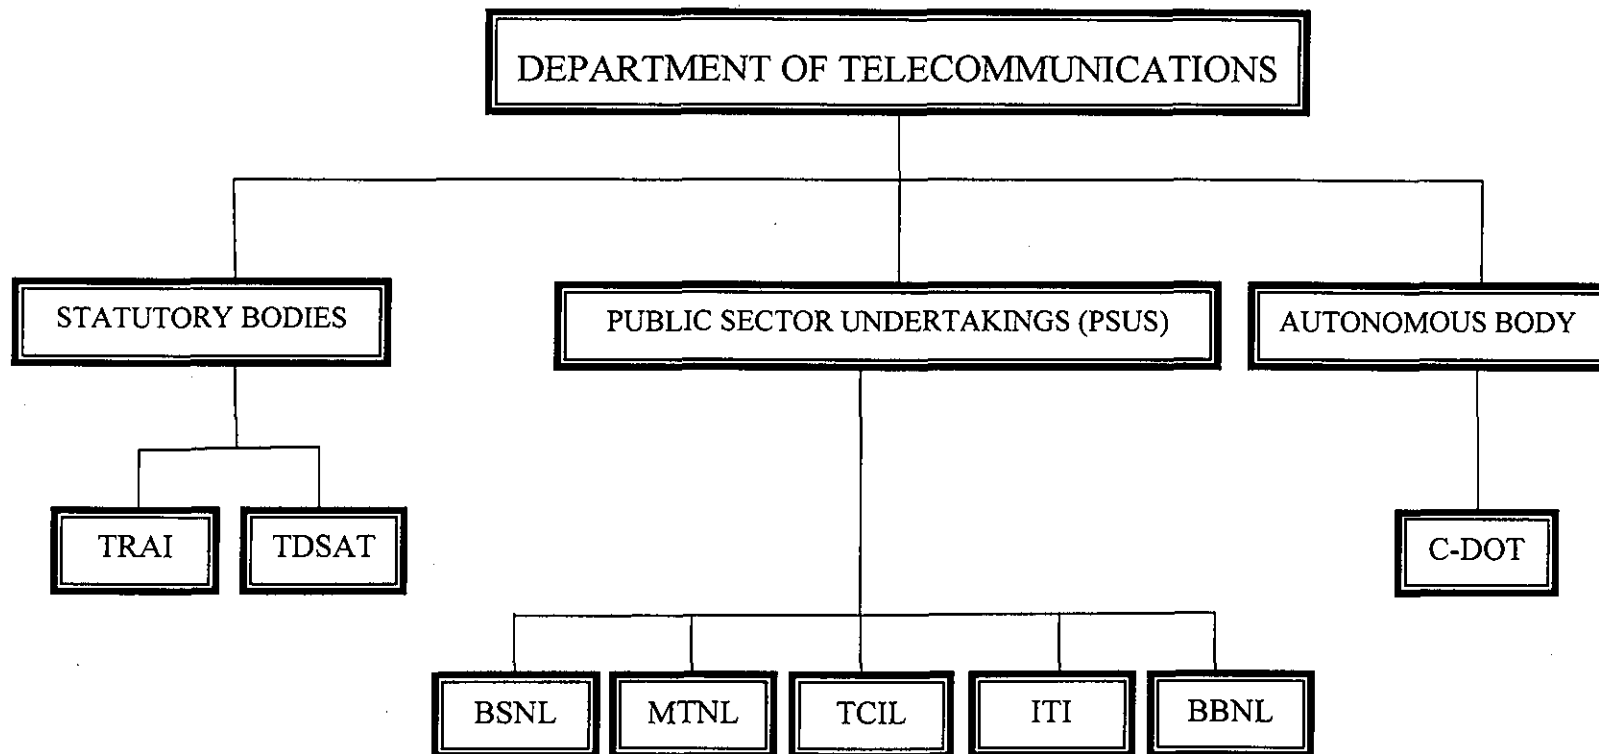 DEPARTMENT OF TELECOMMUNICATIONS
STATUTORY BODIES
PUBLIC SECTOR UNDERTAKINGS (PSUS)
AUTONOMOUS BODY
TRAI
TDSAT
C-DOT
BSNL
MTNL
TCIL
ITI
BBNL